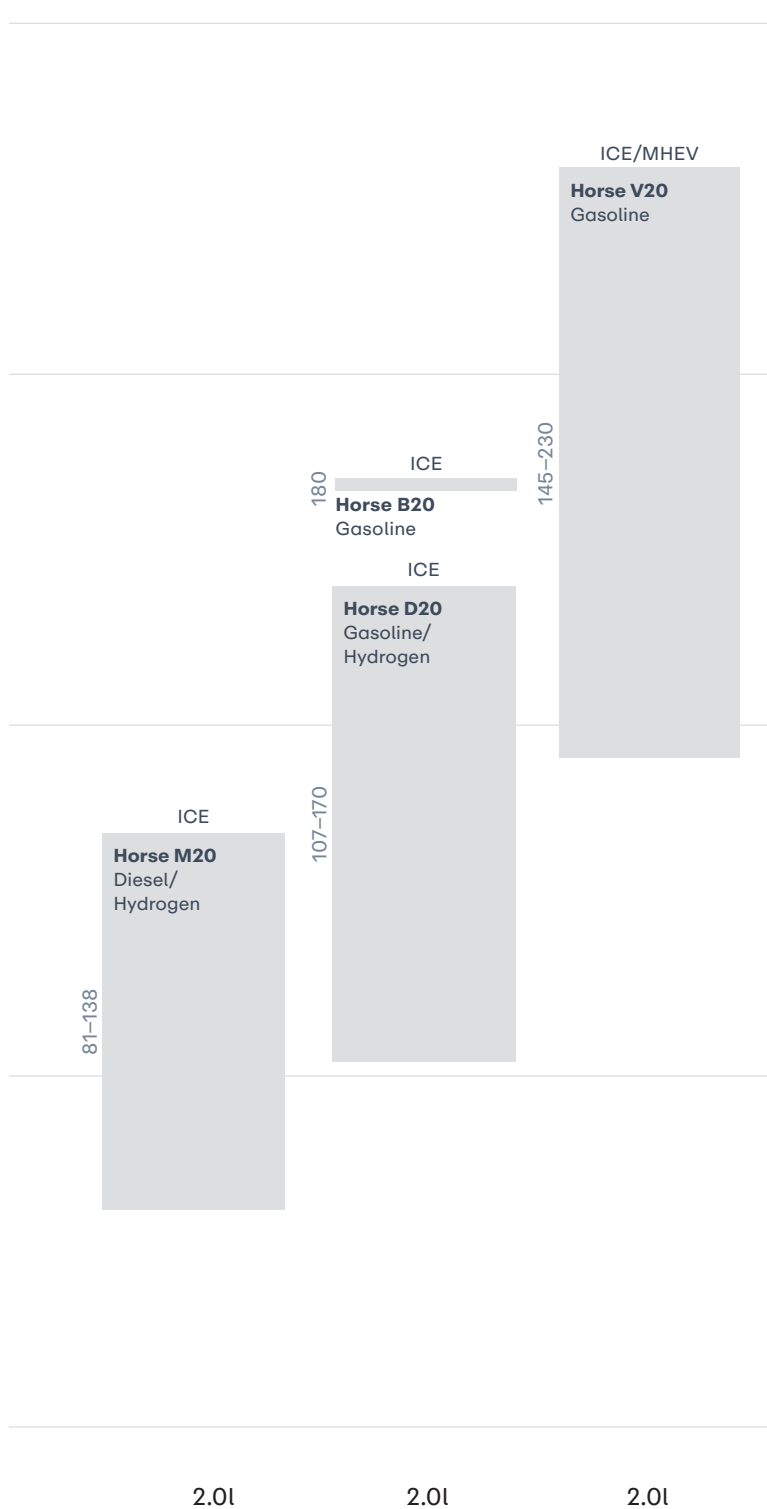 ICE/MHEV
Horse V20
Gasoline
145–230
ICE
180
Horse B20
Gasoline
ICE
Horse D20
Gasoline/
Hydrogen
107–170
ICE
Horse M20
Diesel/
Hydrogen
81–138
2.0l
2.0l
2.0l